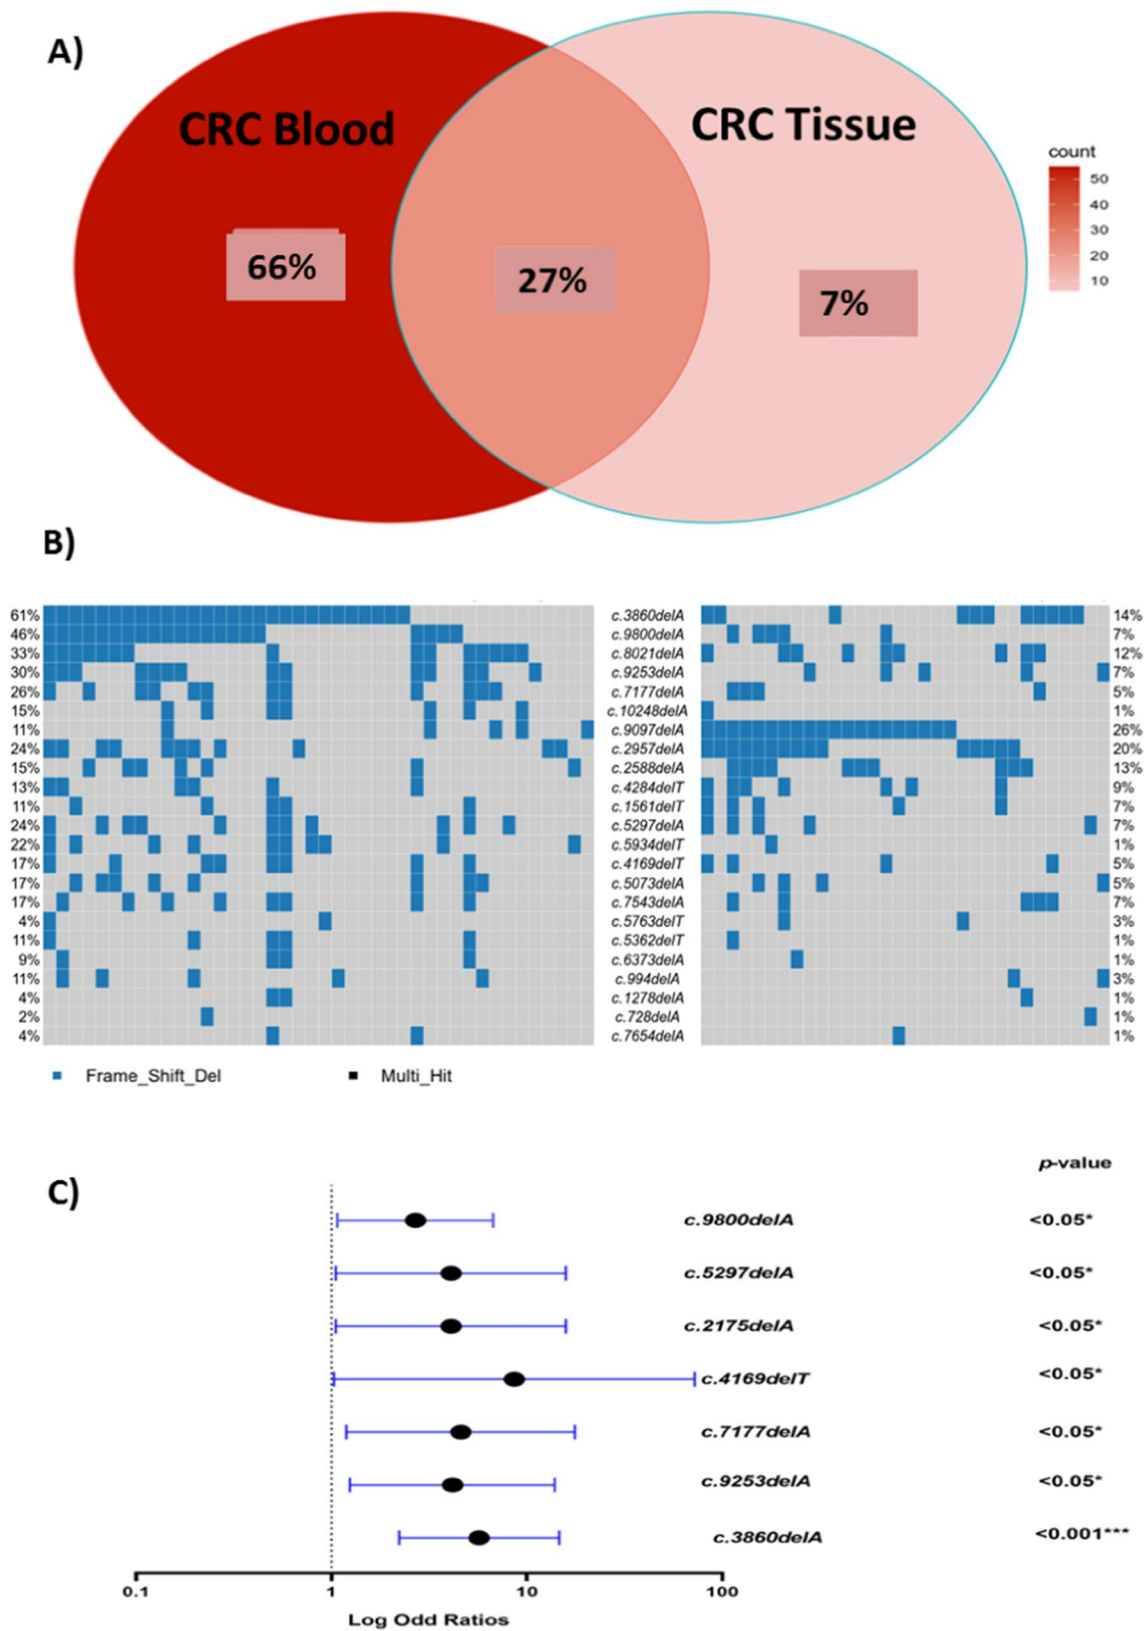 A)
CRC Blood
CRC Tissue
count
50
40
30
20
10
66%
27%
7%
B)
61% c.3860delA 14%
46% c.9800delA 7%
33% c.8021delA 12%
30% c.9253delA 7%
26% c.7177delA 5%
15% c.10248delA 1%
11% c.9097delA 26%
24% c.2957delA 20%
15% c.2588delA 13%
13% c.4284delT 9%
11% c.1561delT 7%
24% c.5297delA 7%
22% c.5934delT 1%
17% c.4169delT 5%
17% c.5073delA 5%
17% c.7543delA 7%
4% c.5763delT 3%
11% c.5362delT 1%
9% c.6373delA 1%
11% c.994delA 3%
4% c.1278delA 1%
2% c.728delA 1%
4% c.7654delA 1%
Frame_Shift_Del Multi_Hit
p-value
C)
c.9800delA <0.05*
c.5297delA <0.05*
c.2175delA <0.05*
c.4169delT <0.05*
c.7177delA <0.05*
c.9253delA <0.05*
c.3860delA <0.001***
0.1 1 10 100
Log Odd Ratios